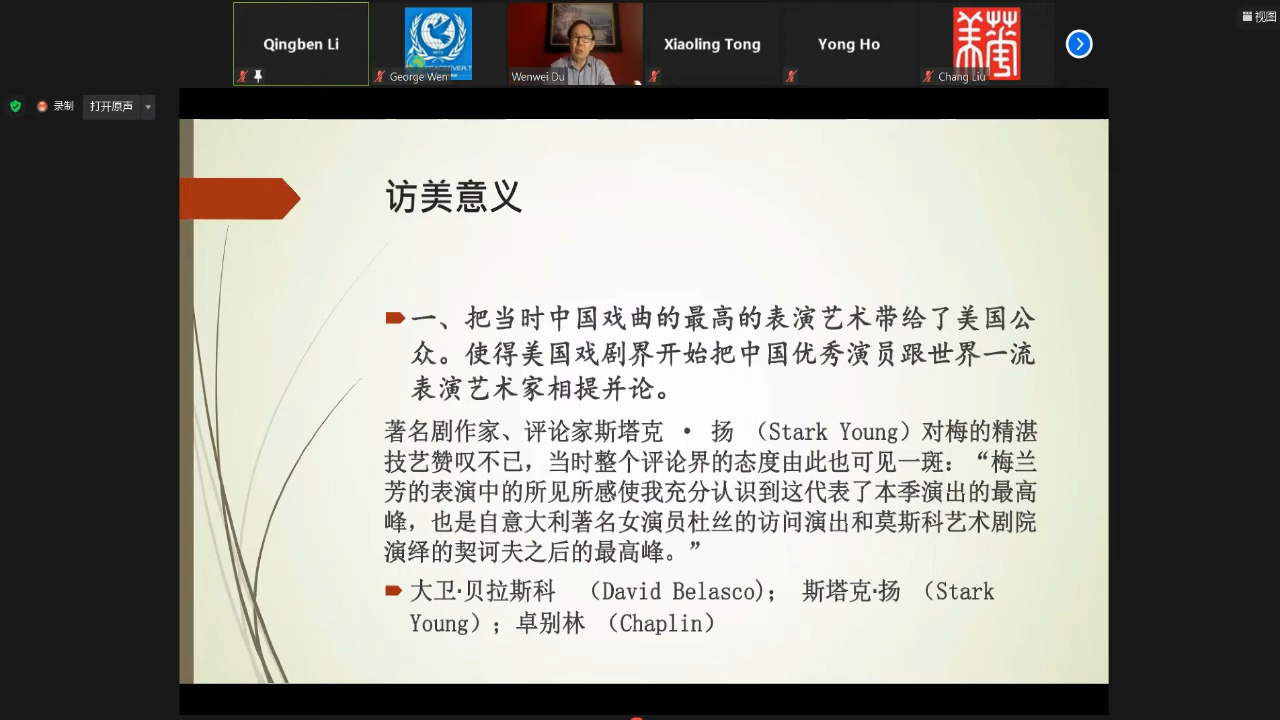 视图
Qingben Li
George Wen
Wenwei Du
Xiaoling Tong
Yong Ho
Chang Liu
录制
打开原声
访美意义
一、把当时中国戏曲的最高的表演艺术带给了美国公
众。使得美国戏剧界开始把中国优秀演员跟世界一流
表演艺术家相提并论。
著名剧作家、评论家斯塔克 · 扬 （Stark Young）对梅的精湛
技艺赞叹不已，当时整个评论界的态度由此也可见一斑：“梅兰
芳的表演中的所见所感使我充分认识到这代表了本季演出的最高
峰，也是自意大利著名女演员杜丝的访问演出和莫斯科艺术剧院
演绎的契诃夫之后的最高峰。”
大卫·贝拉斯科 （David Belasco)； 斯塔克·扬 （Stark
Young）；卓别林 （Chaplin）